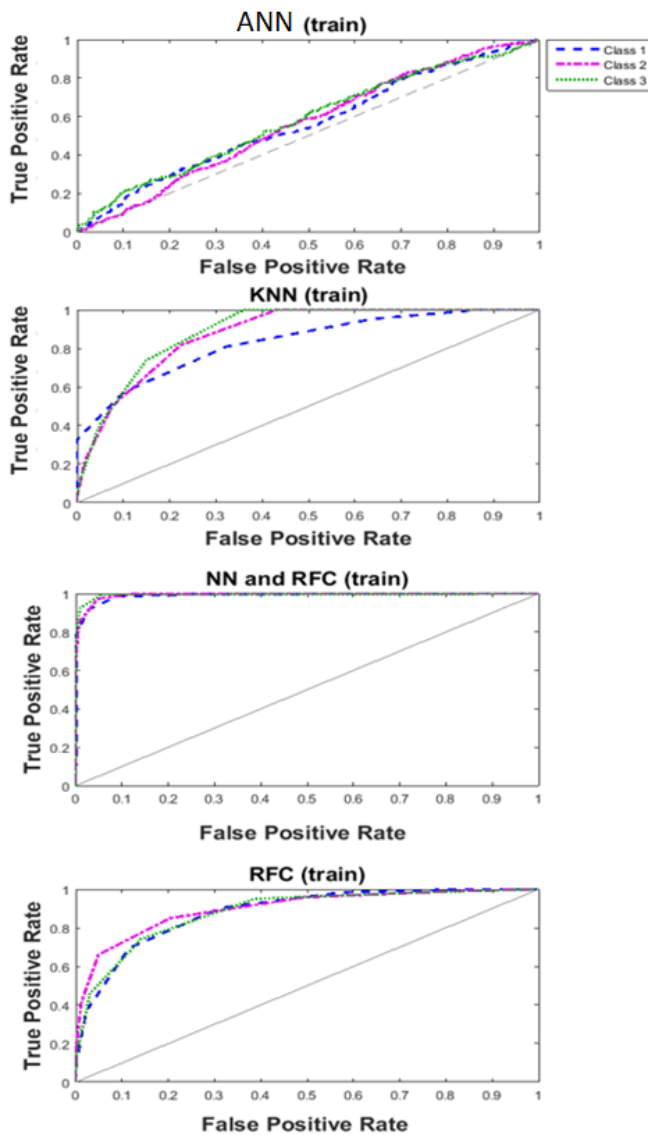 ANN (train)
True Positive Rate
1
0.8
0.6
0.4
0.2
0
0 0.1 0.2 0.3 0.4 0.5 0.6 0.7 0.8 0.9 1
False Positive Rate
Class 1
Class 2
Class 3
KNN (train)
True Positive Rate
1
0.8
0.6
0.4
0.2
0
0 0.1 0.2 0.3 0.4 0.5 0.6 0.7 0.8 0.9 1
False Positive Rate
NN and RFC (train)
True Positive Rate
1
0.8
0.6
0.4
0.2
0
0 0.1 0.2 0.3 0.4 0.5 0.6 0.7 0.8 0.9 1
False Positive Rate
RFC (train)
True Positive Rate
1
0.8
0.6
0.4
0.2
0
0 0.1 0.2 0.3 0.4 0.5 0.6 0.7 0.8 0.9 1
False Positive Rate